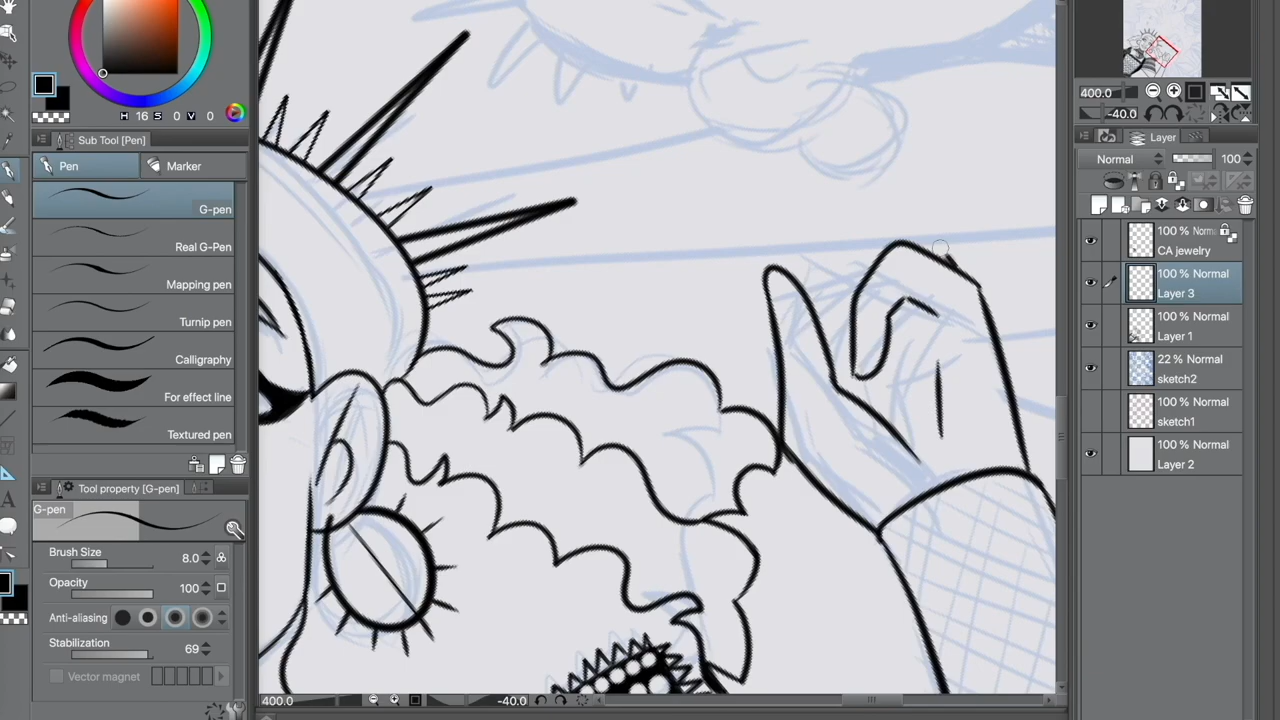 H 16 S 0 V 0
Sub Tool [Pen]
Pen Marker
G-pen
Real G-Pen
Mapping pen
Turnip pen
Calligraphy
For effect line
Textured pen
Tool property [G-pen]
G-pen
Brush Size 8.0
Opacity 100
Anti-aliasing
Stabilization 69
Vector magnet
400.0 -40.0
400.0
-40.0
Layer
Normal 100
100 % Norm
CA jewelry
100 % Normal
Layer 3
100 % Normal
Layer 1
22 % Normal
sketch2
100 % Normal
sketch1
100 % Normal
Layer 2